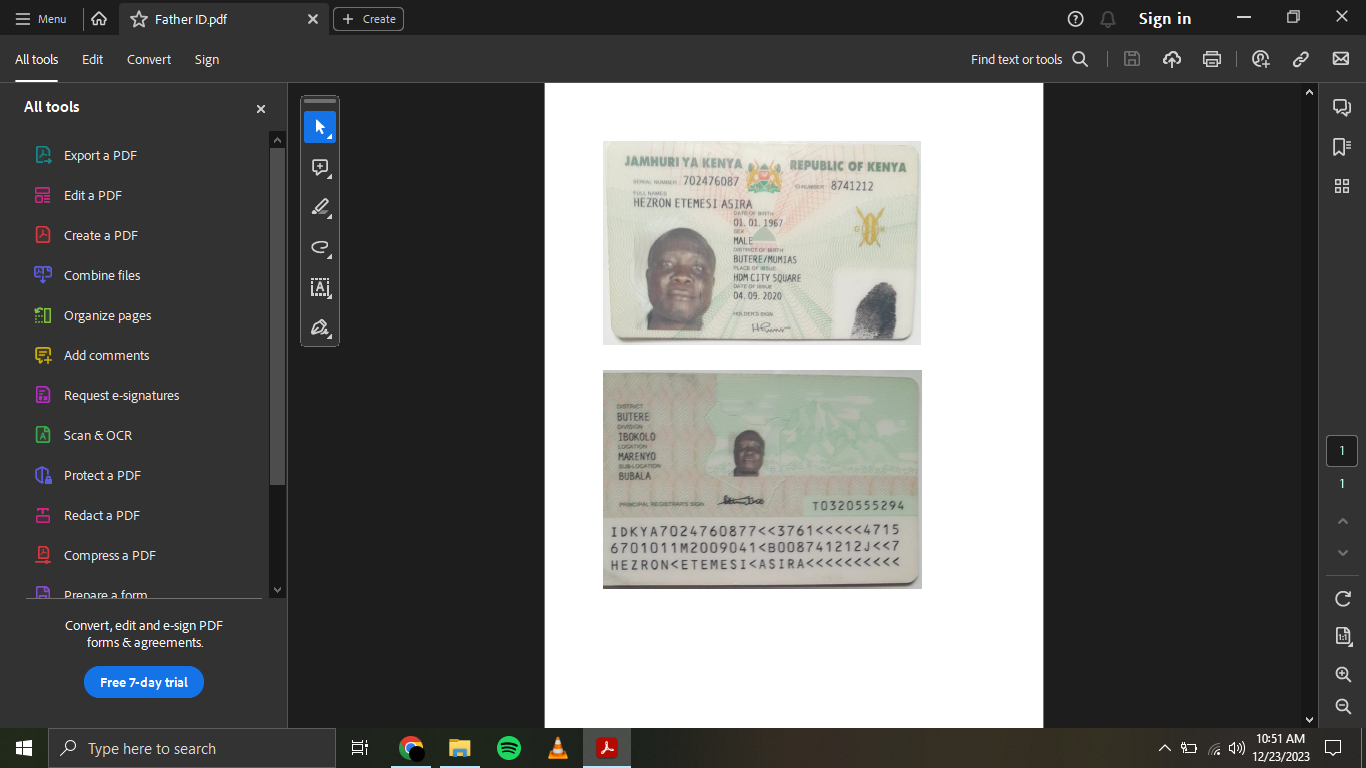 Menu
Father ID.pdf
Create
Sign in
All tools
Edit
Convert
Sign
Find text or tools
All tools
Export a PDF
Edit a PDF
Create a PDF
Combine files
Organize pages
Add comments
Request e-signatures
Scan & OCR
Protect a PDF
Redact a PDF
Compress a PDF
Prepare a form
Convert, edit and e-sign PDF
forms & agreements.
Free 7-day trial
JAMHURI YA KENYA REPUBLIC OF KENYA
SERIAL NUMBER 702476087 ID NUMBER 8741212
FULL NAMES
HEZRON ETEMESI ASIRA
DATE OF BIRTH
01. 01. 1967
SEX
MALE
DISTRICT OF BIRTH
BUTERE/MUMIAS
PLACE OF ISSUE
HDM CITY SQUARE
DATE OF ISSUE
04. 09. 2020
HOLDER'S SIGN
DISTRICT
BUTERE
DIVISION
IBOKOLO
LOCATION
MARENYO
SUB-LOCATION
BUBALA
PRINCIPAL REGISTRAR'S SIGN
T0320555294
IDKYA7024760877<<3761<<<<<4715
6701011M2009041<B008741212J<<7
HEZRON<ETEMESI<ASIRA<<<<<<<<<<
1
1
1:1
Type here to search
10:51 AM
12/23/2023